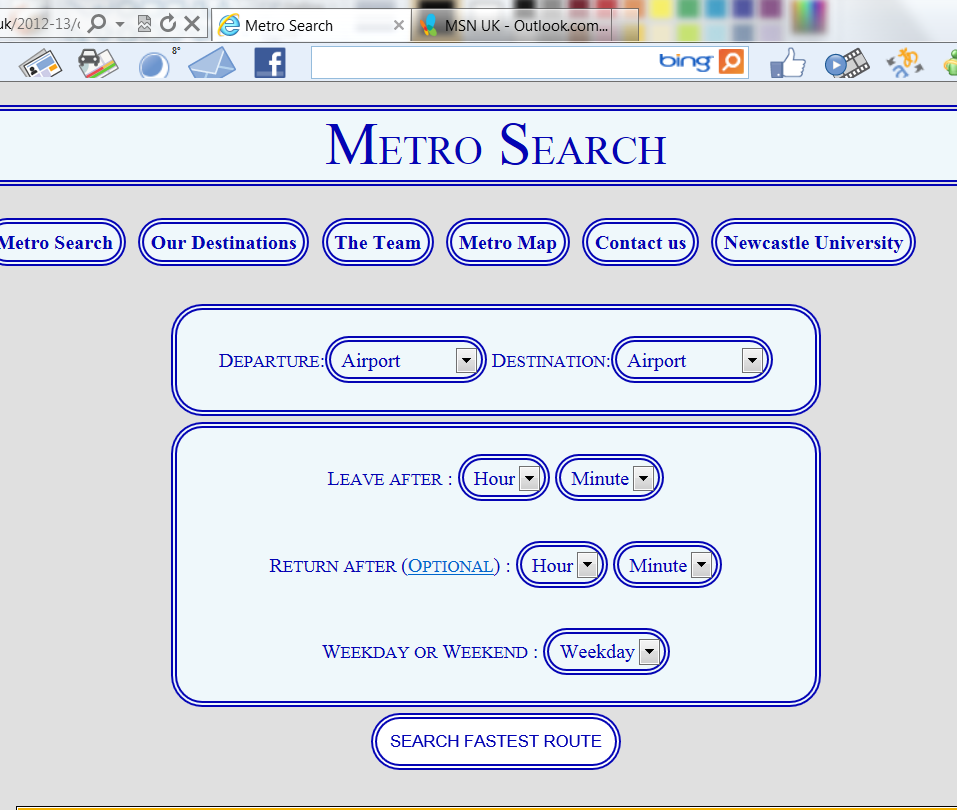 uk/2012-13/
Metro Search
MSN UK - Outlook.com...
8°
f
bing
METRO SEARCH
Metro Search
Our Destinations
The Team
Metro Map
Contact us
Newcastle University
DEPARTURE: Airport DESTINATION: Airport
LEAVE AFTER : Hour Minute
RETURN AFTER (OPTIONAL) : Hour Minute
WEEKDAY OR WEEKEND : Weekday
SEARCH FASTEST ROUTE